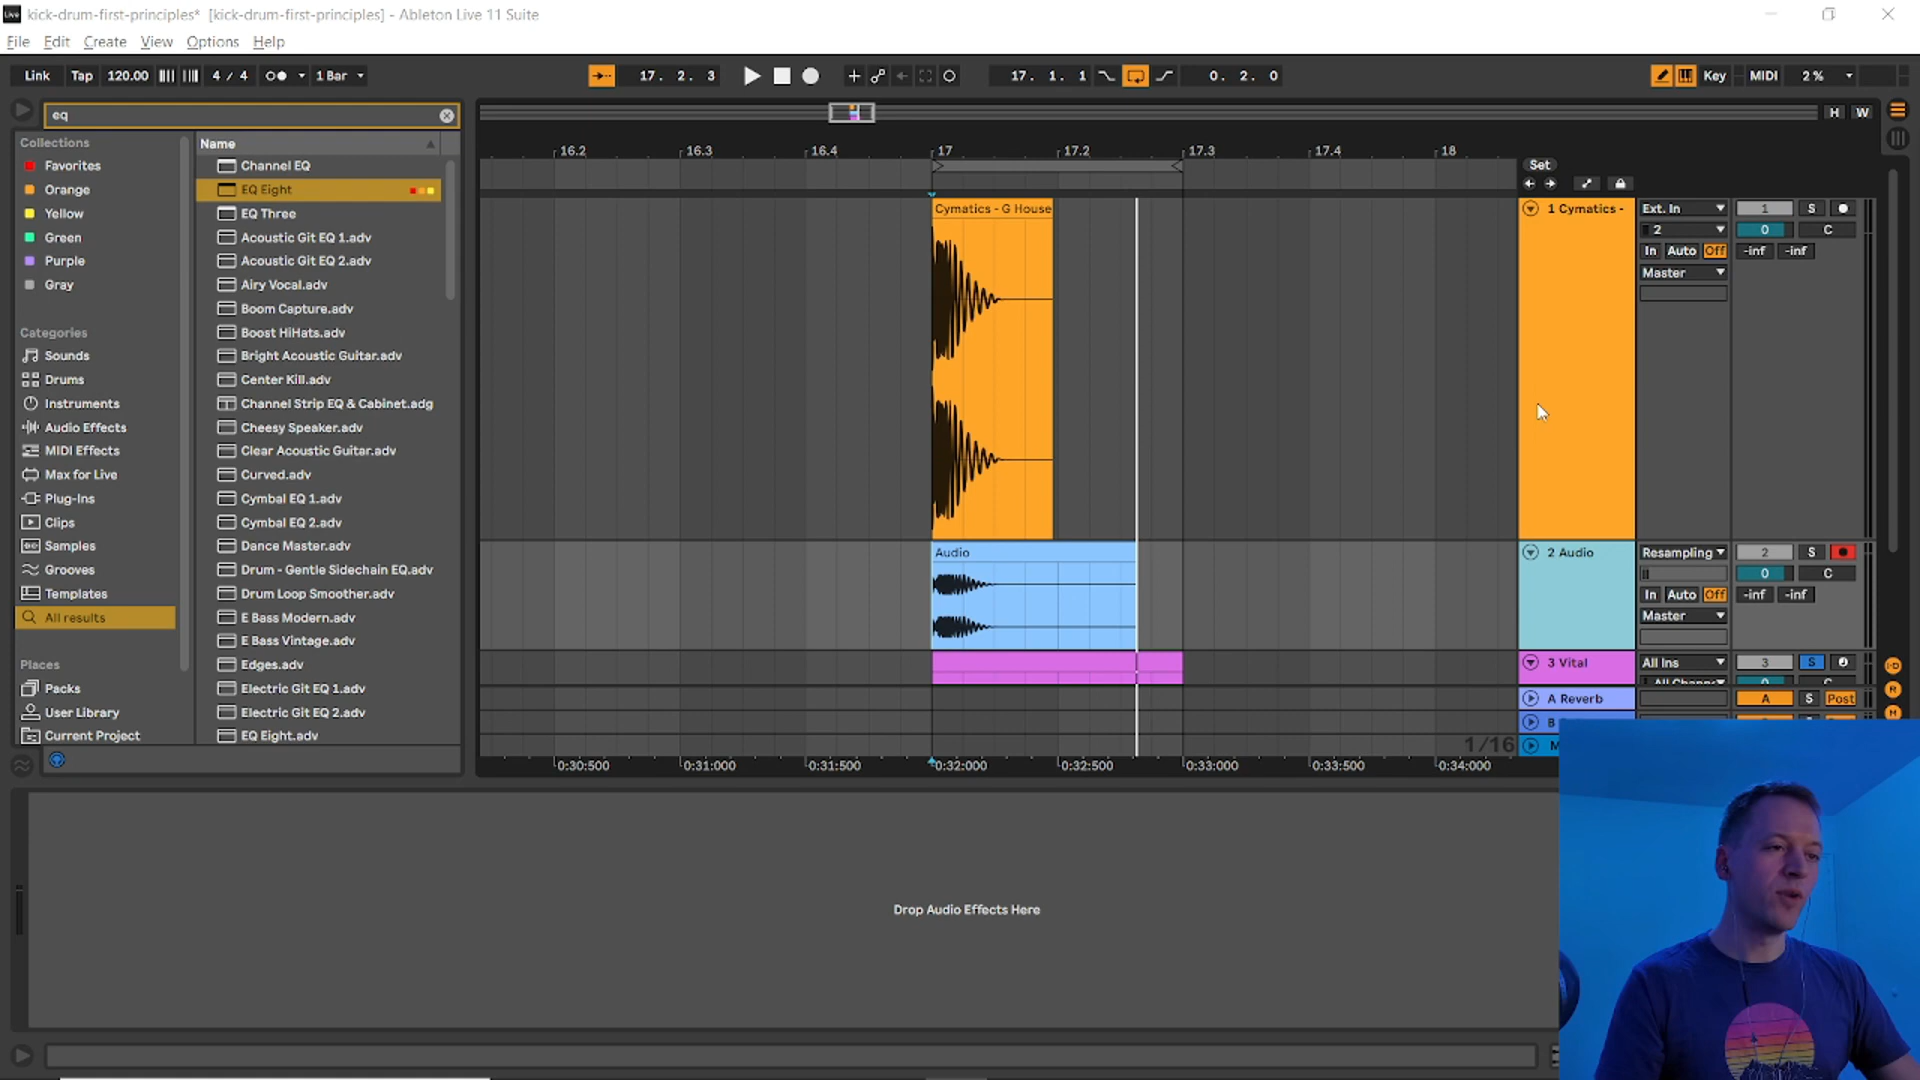 kick-drum-first-principles* [kick-drum-first-principles] - Ableton Live 11 Suite
File Edit Create View Options Help
Link Tap 120.00 4 / 4 1 Bar 17. 2. 3 17. 1. 1 0. 2. 0 Key MIDI 2 %
eq
H W
Collections
Favorites
Orange
Yellow
Green
Purple
Gray
Categories
Sounds
Drums
Instruments
Audio Effects
MIDI Effects
Max for Live
Plug-Ins
Clips
Samples
Grooves
Templates
All results
Places
Packs
User Library
Current Project
Name
Channel EQ
EQ Eight
EQ Three
Acoustic Git EQ 1.adv
Acoustic Git EQ 2.adv
Airy Vocal.adv
Boom Capture.adv
Boost HiHats.adv
Bright Acoustic Guitar.adv
Center Kill.adv
Channel Strip EQ & Cabinet.adg
Cheesy Speaker.adv
Clear Acoustic Guitar.adv
Curved.adv
Cymbal EQ 1.adv
Cymbal EQ 2.adv
Dance Master.adv
Drum - Gentle Sidechain EQ.adv
Drum Loop Smoother.adv
E Bass Modern.adv
E Bass Vintage.adv
Edges.adv
Electric Git EQ 1.adv
Electric Git EQ 2.adv
EQ Eight.adv
16.2 16.3 16.4 17 17.2 17.3 17.4 18
Set
Cymatics - G House
1 Cymatics - Ext. In 1 S
2 0 C
In Auto Off -inf -inf
Master
Audio
2 Audio Resampling 2 S
0 C
In Auto Off -inf -inf
Master
3 Vital All Ins 3 S
A Reverb A S Post
B
1/16
0:30:500 0:31:000 0:31:500 0:32:000 0:32:500 0:33:000 0:33:500 0:34:000
Drop Audio Effects Here